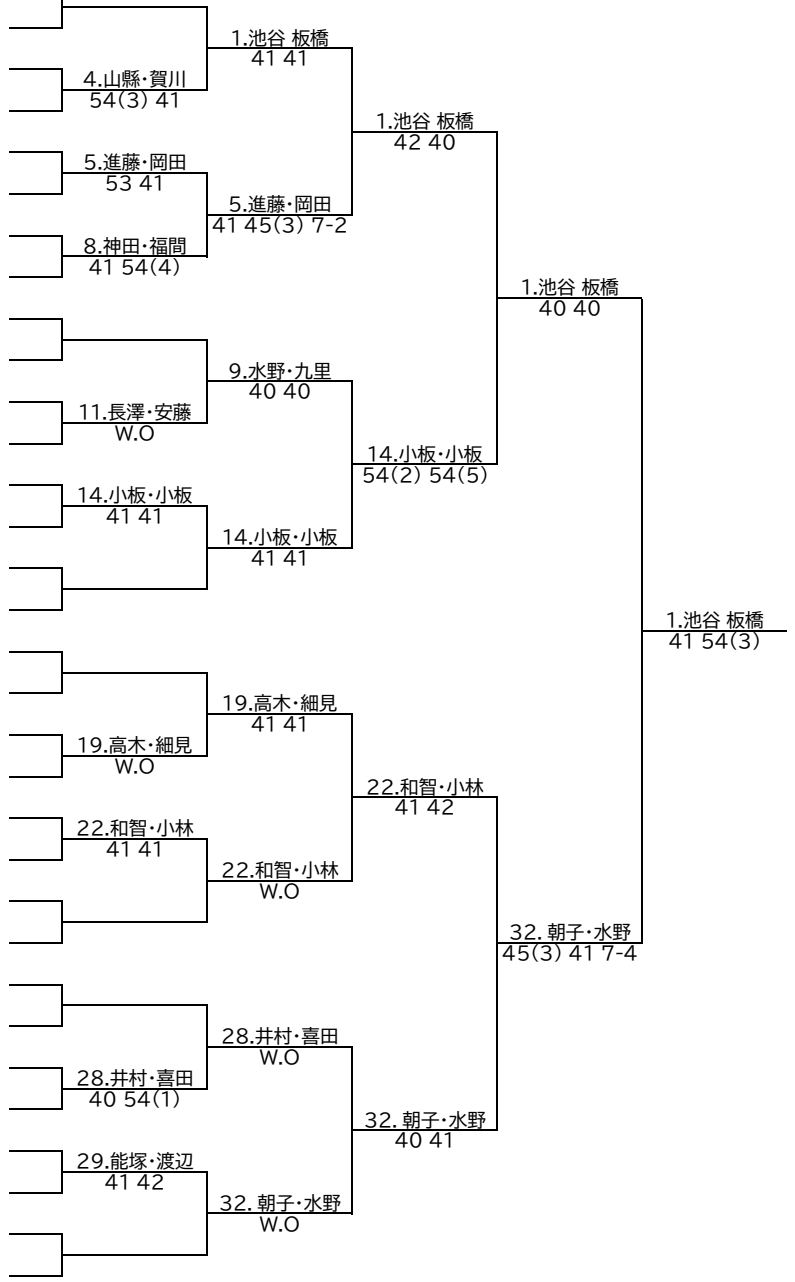 1.池谷 板橋
41 41
4.山縣･賀川
54(3) 41
1.池谷 板橋
42 40
5.進藤･岡田
53 41
5.進藤･岡田
41 45(3) 7-2
8.神田･福間
41 54(4)
1.池谷 板橋
40 40
9.水野･九里
40 40
11.長澤･安藤
W.O
14.小板･小板
54(2) 54(5)
14.小板･小板
41 41
14.小板･小板
41 41
1.池谷 板橋
41 54(3)
19.高木･細見
41 41
19.高木･細見
W.O
22.和智･小林
41 42
22.和智･小林
41 41
22.和智･小林
W.O
32. 朝子･水野
45(3) 41 7-4
28.井村･喜田
W.O
28.井村･喜田
40 54(1)
32. 朝子･水野
40 41
29.能塚･渡辺
41 42
32. 朝子･水野
W.O